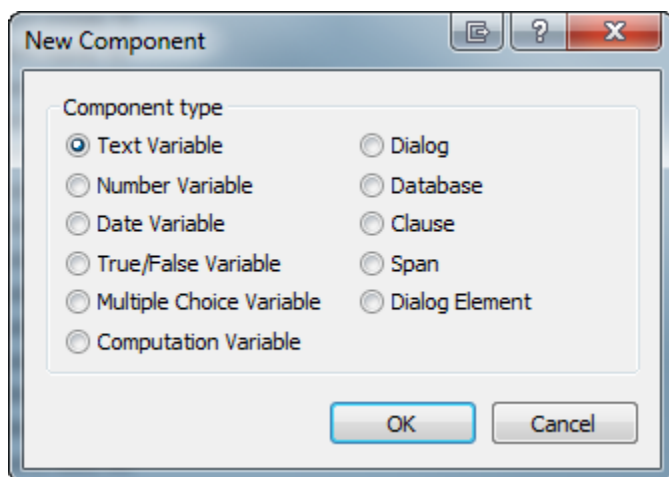 New Component
Component type
Text Variable
Number Variable
Date Variable
True/False Variable
Multiple Choice Variable
Computation Variable
Dialog
Database
Clause
Span
Dialog Element
OK
Cancel